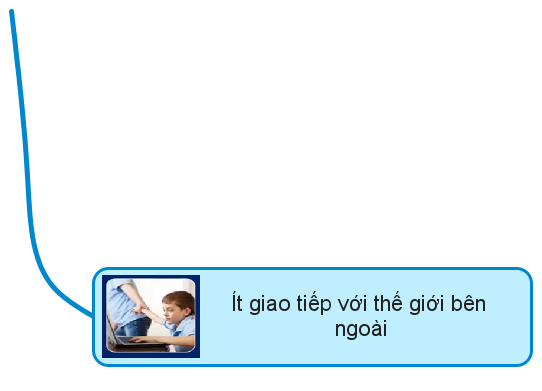 Ít giao tiếp với thế giới bên
ngoài